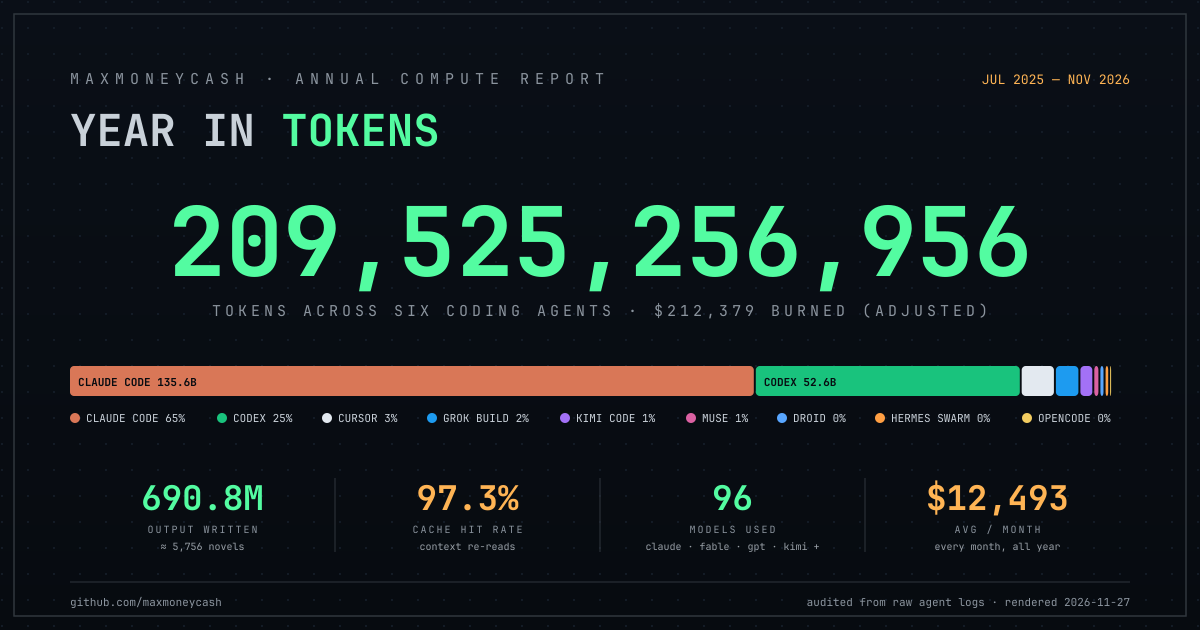 MAXMONEYCASH · ANNUAL COMPUTE REPORT
JUL 2025 — NOV 2026
YEAR IN TOKENS
209,525,256,956
TOKENS ACROSS SIX CODING AGENTS · $212,379 BURNED (ADJUSTED)
CLAUDE CODE 135.6B
CODEX 52.6B
CLAUDE CODE 65%
CODEX 25%
CURSOR 3%
GROK BUILD 2%
KIMI CODE 1%
MUSE 1%
DROID 0%
HERMES SWARM 0%
OPENCODE 0%
690.8M
OUTPUT WRITTEN
≈ 5,756 novels
97.3%
CACHE HIT RATE
context re-reads
96
MODELS USED
claude · fable · gpt · kimi +
$12,493
AVG / MONTH
every month, all year
github.com/maxmoneycash
audited from raw agent logs · rendered 2026-11-27